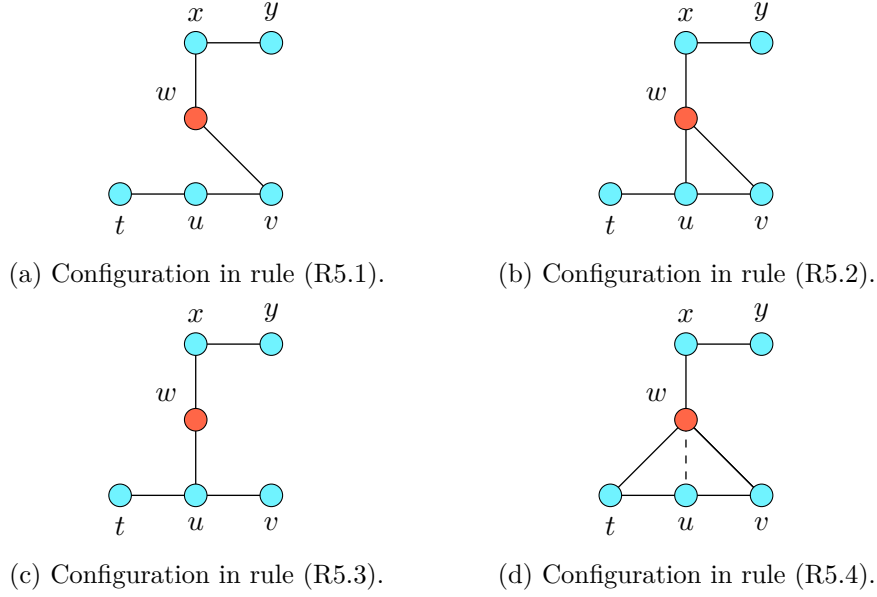 x y
w
t u v
(a) Configuration in rule (R5.1).
x y
w
t u v
(b) Configuration in rule (R5.2).
x y
w
t u v
(c) Configuration in rule (R5.3).
x y
w
t u v
(d) Configuration in rule (R5.4).